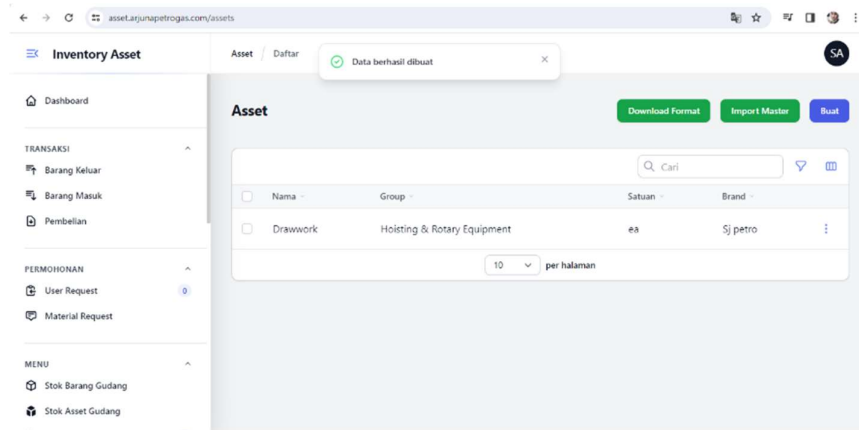 asset.arjunapetrogas.com/assets
Inventory Asset
Asset / Daftar
Data berhasil dibuat
SA
Dashboard
TRANSAKSI
Barang Keluar
Barang Masuk
Pembelian
PERMOHONAN
User Request 0
Material Request
MENU
Stok Barang Gudang
Stok Asset Gudang
Asset
Download Format Import Master Buat
Cari
Nama Group Satuan Brand
Drawwork Hoisting & Rotary Equipment ea Sj petro
10 per halaman